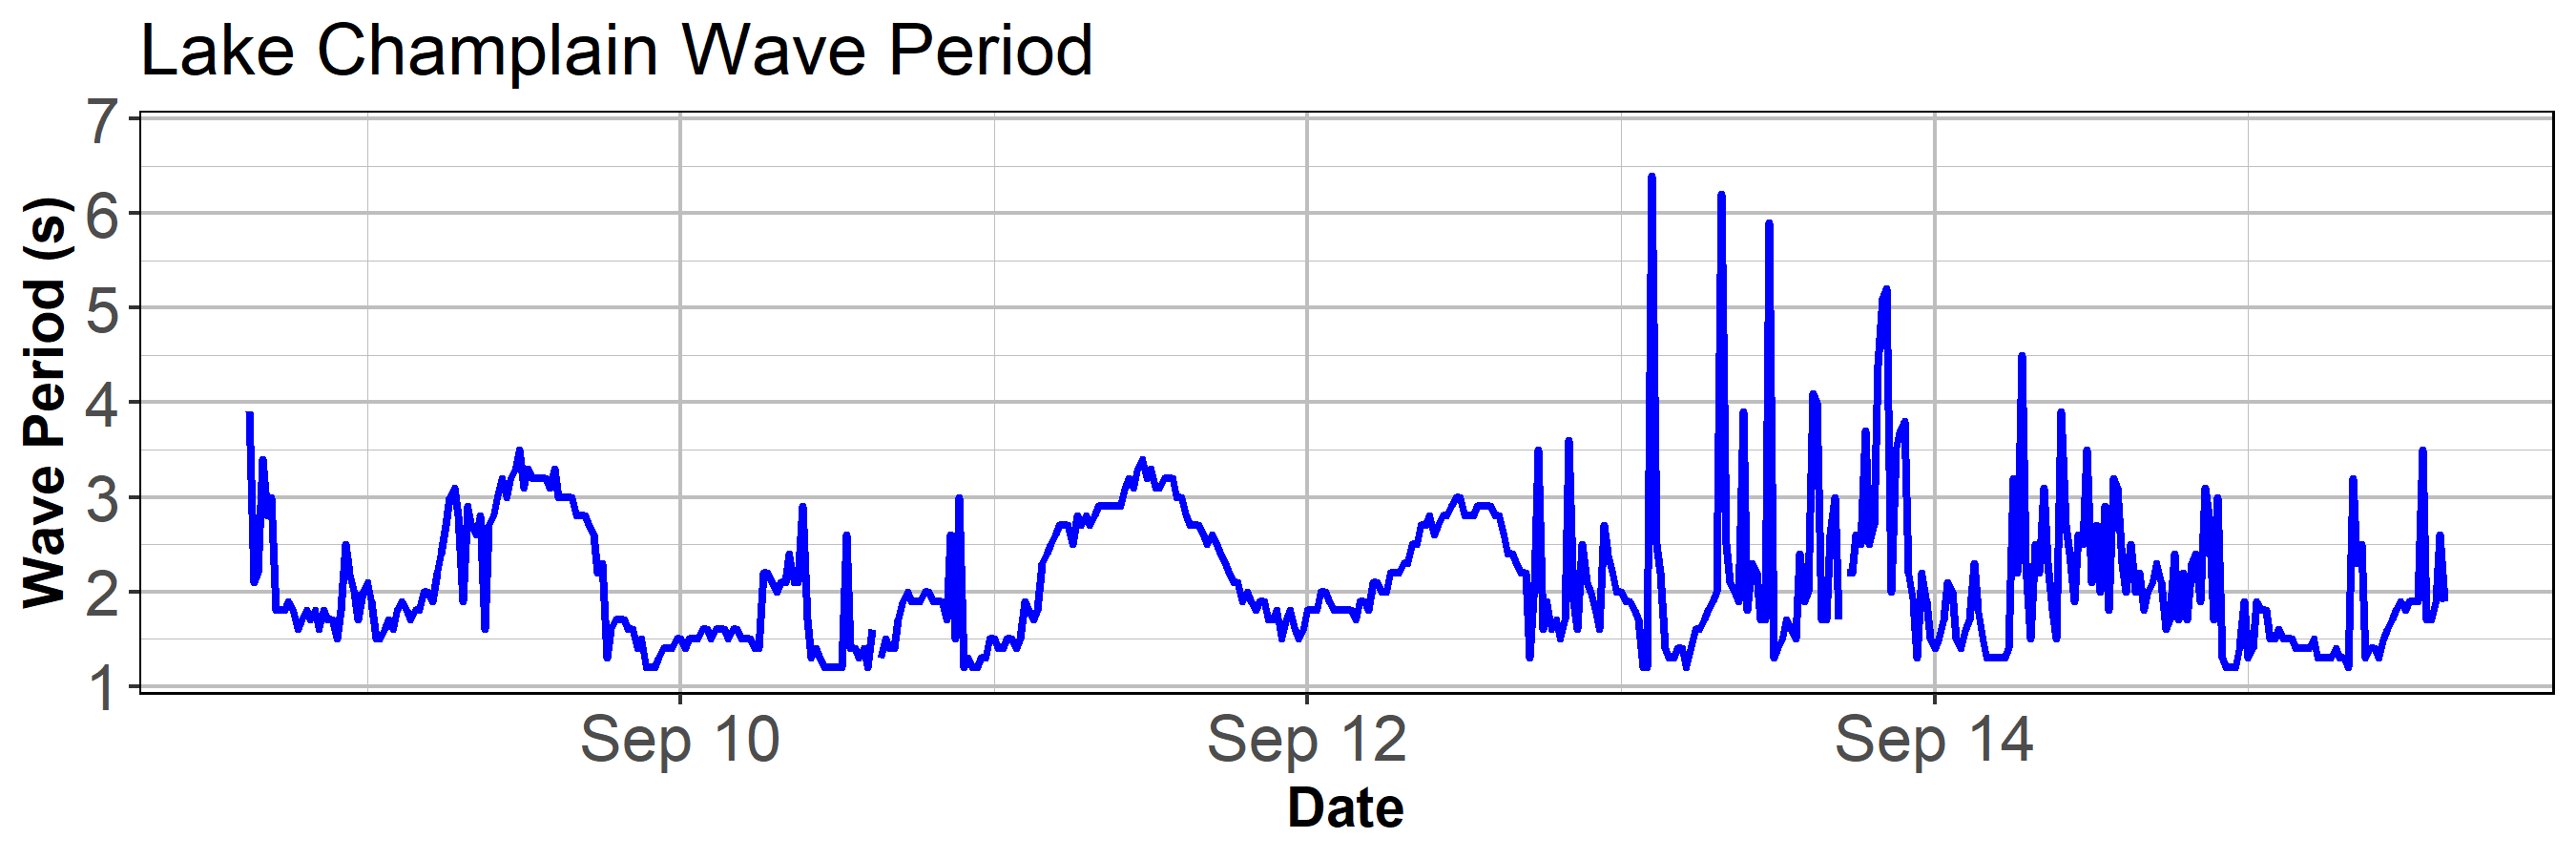 Lake Champlain Wave Period
Wave Period (s)
7
6
5
4
3
2
1
Sep 10
Sep 12
Sep 14
Date